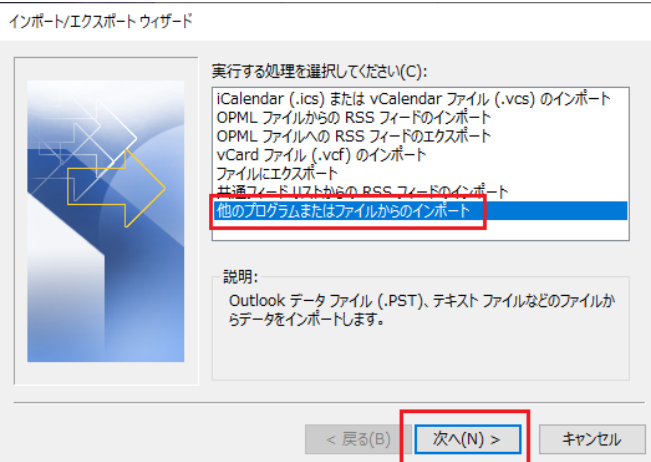 インポート/エクスポート ウィザード
実行する処理を選択してください(C):
iCalendar (.ics) または vCalendar ファイル (.vcs) のインポート
OPML ファイルからの RSS フィードのインポート
OPML ファイルへの RSS フィードのエクスポート
vCard ファイル (.vcf) のインポート
ファイルにエクスポート
共通フィード リストからの RSS フィードのインポート
他のプログラムまたはファイルからのインポート
説明:
Outlook データ ファイル (.PST)、テキスト ファイルなどのファイルか
らデータをインポートします。
< 戻る(B)
次へ(N) >
キャンセル